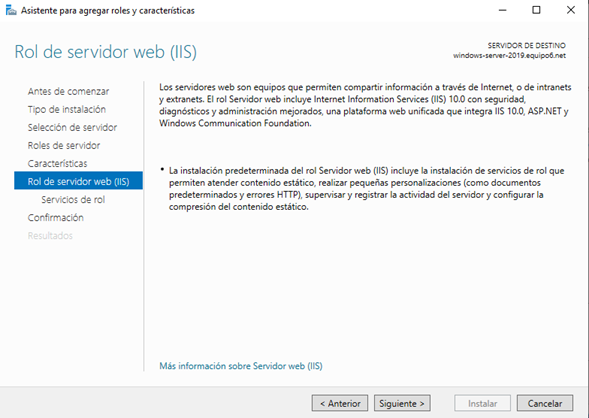 Asistente para agregar roles y características
Rol de servidor web (IIS)
SERVIDOR DE DESTINO
windows-server-2019.equipo6.net
Antes de comenzar
Tipo de instalación
Selección de servidor
Roles de servidor
Características
Rol de servidor web (IIS)
Servicios de rol
Confirmación
Resultados
Los servidores web son equipos que permiten compartir información a través de Internet, o de intranets
y extranets. El rol Servidor web incluye Internet Information Services (IIS) 10.0 con seguridad,
diagnósticos y administración mejorados, una plataforma web unificada que integra IIS 10.0, ASP.NET y
Windows Communication Foundation.
• La instalación predeterminada del rol Servidor web (IIS) incluye la instalación de servicios de rol que
permiten atender contenido estático, realizar pequeñas personalizaciones (como documentos
predeterminados y errores HTTP), supervisar y registrar la actividad del servidor y configurar la
compresión del contenido estático.
Más información sobre Servidor web (IIS)
< Anterior
Siguiente >
Instalar
Cancelar